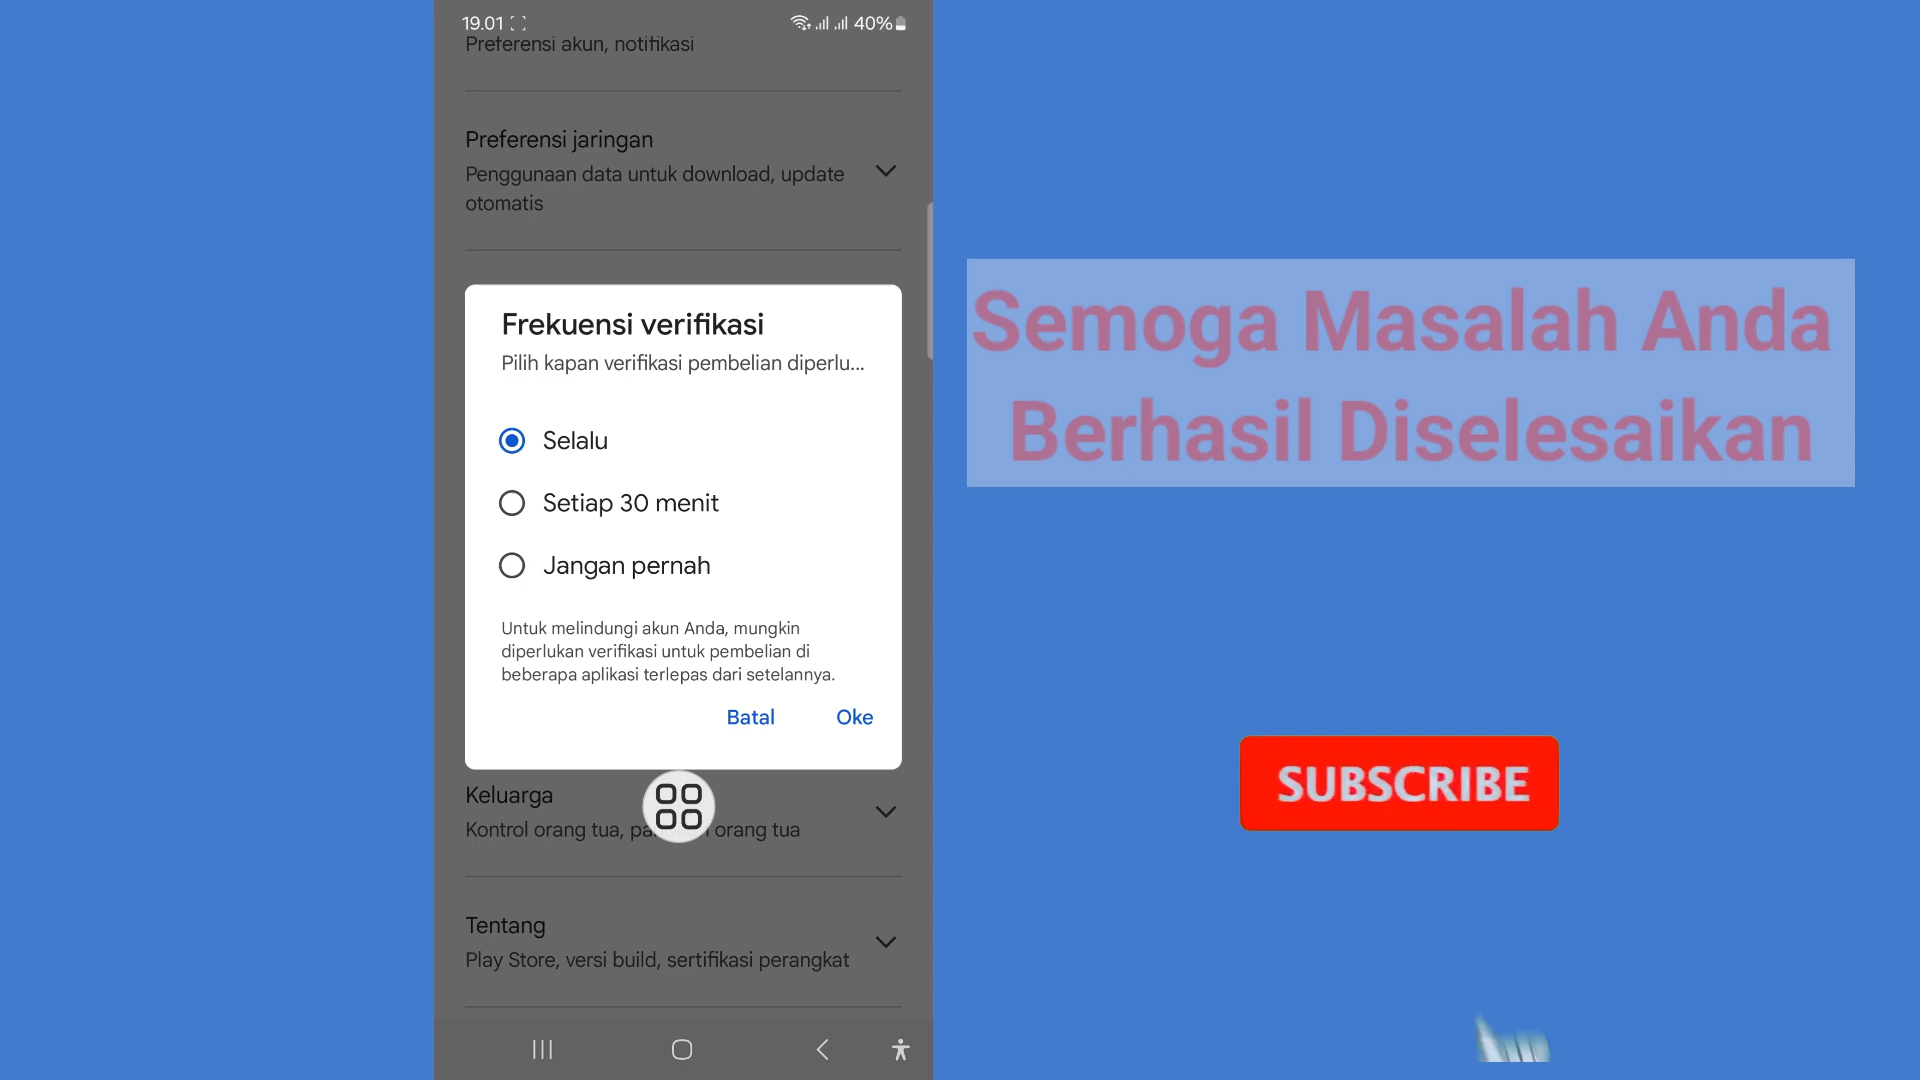 19.01
40%
Preferensi akun, notifikasi
Preferensi jaringan
Penggunaan data untuk download, update
otomatis
Frekuensi verifikasi
Pilih kapan verifikasi pembelian diperlu...
Selalu
Setiap 30 menit
Jangan pernah
Untuk melindungi akun Anda, mungkin
diperlukan verifikasi untuk pembelian di
beberapa aplikasi terlepas dari setelannya.
Batal
Oke
Keluarga
Kontrol orang tua, orang tua
Tentang
Play Store, versi build, sertifikasi perangkat
Semoga Masalah Anda
Berhasil Diselesaikan
SUBSCRIBE